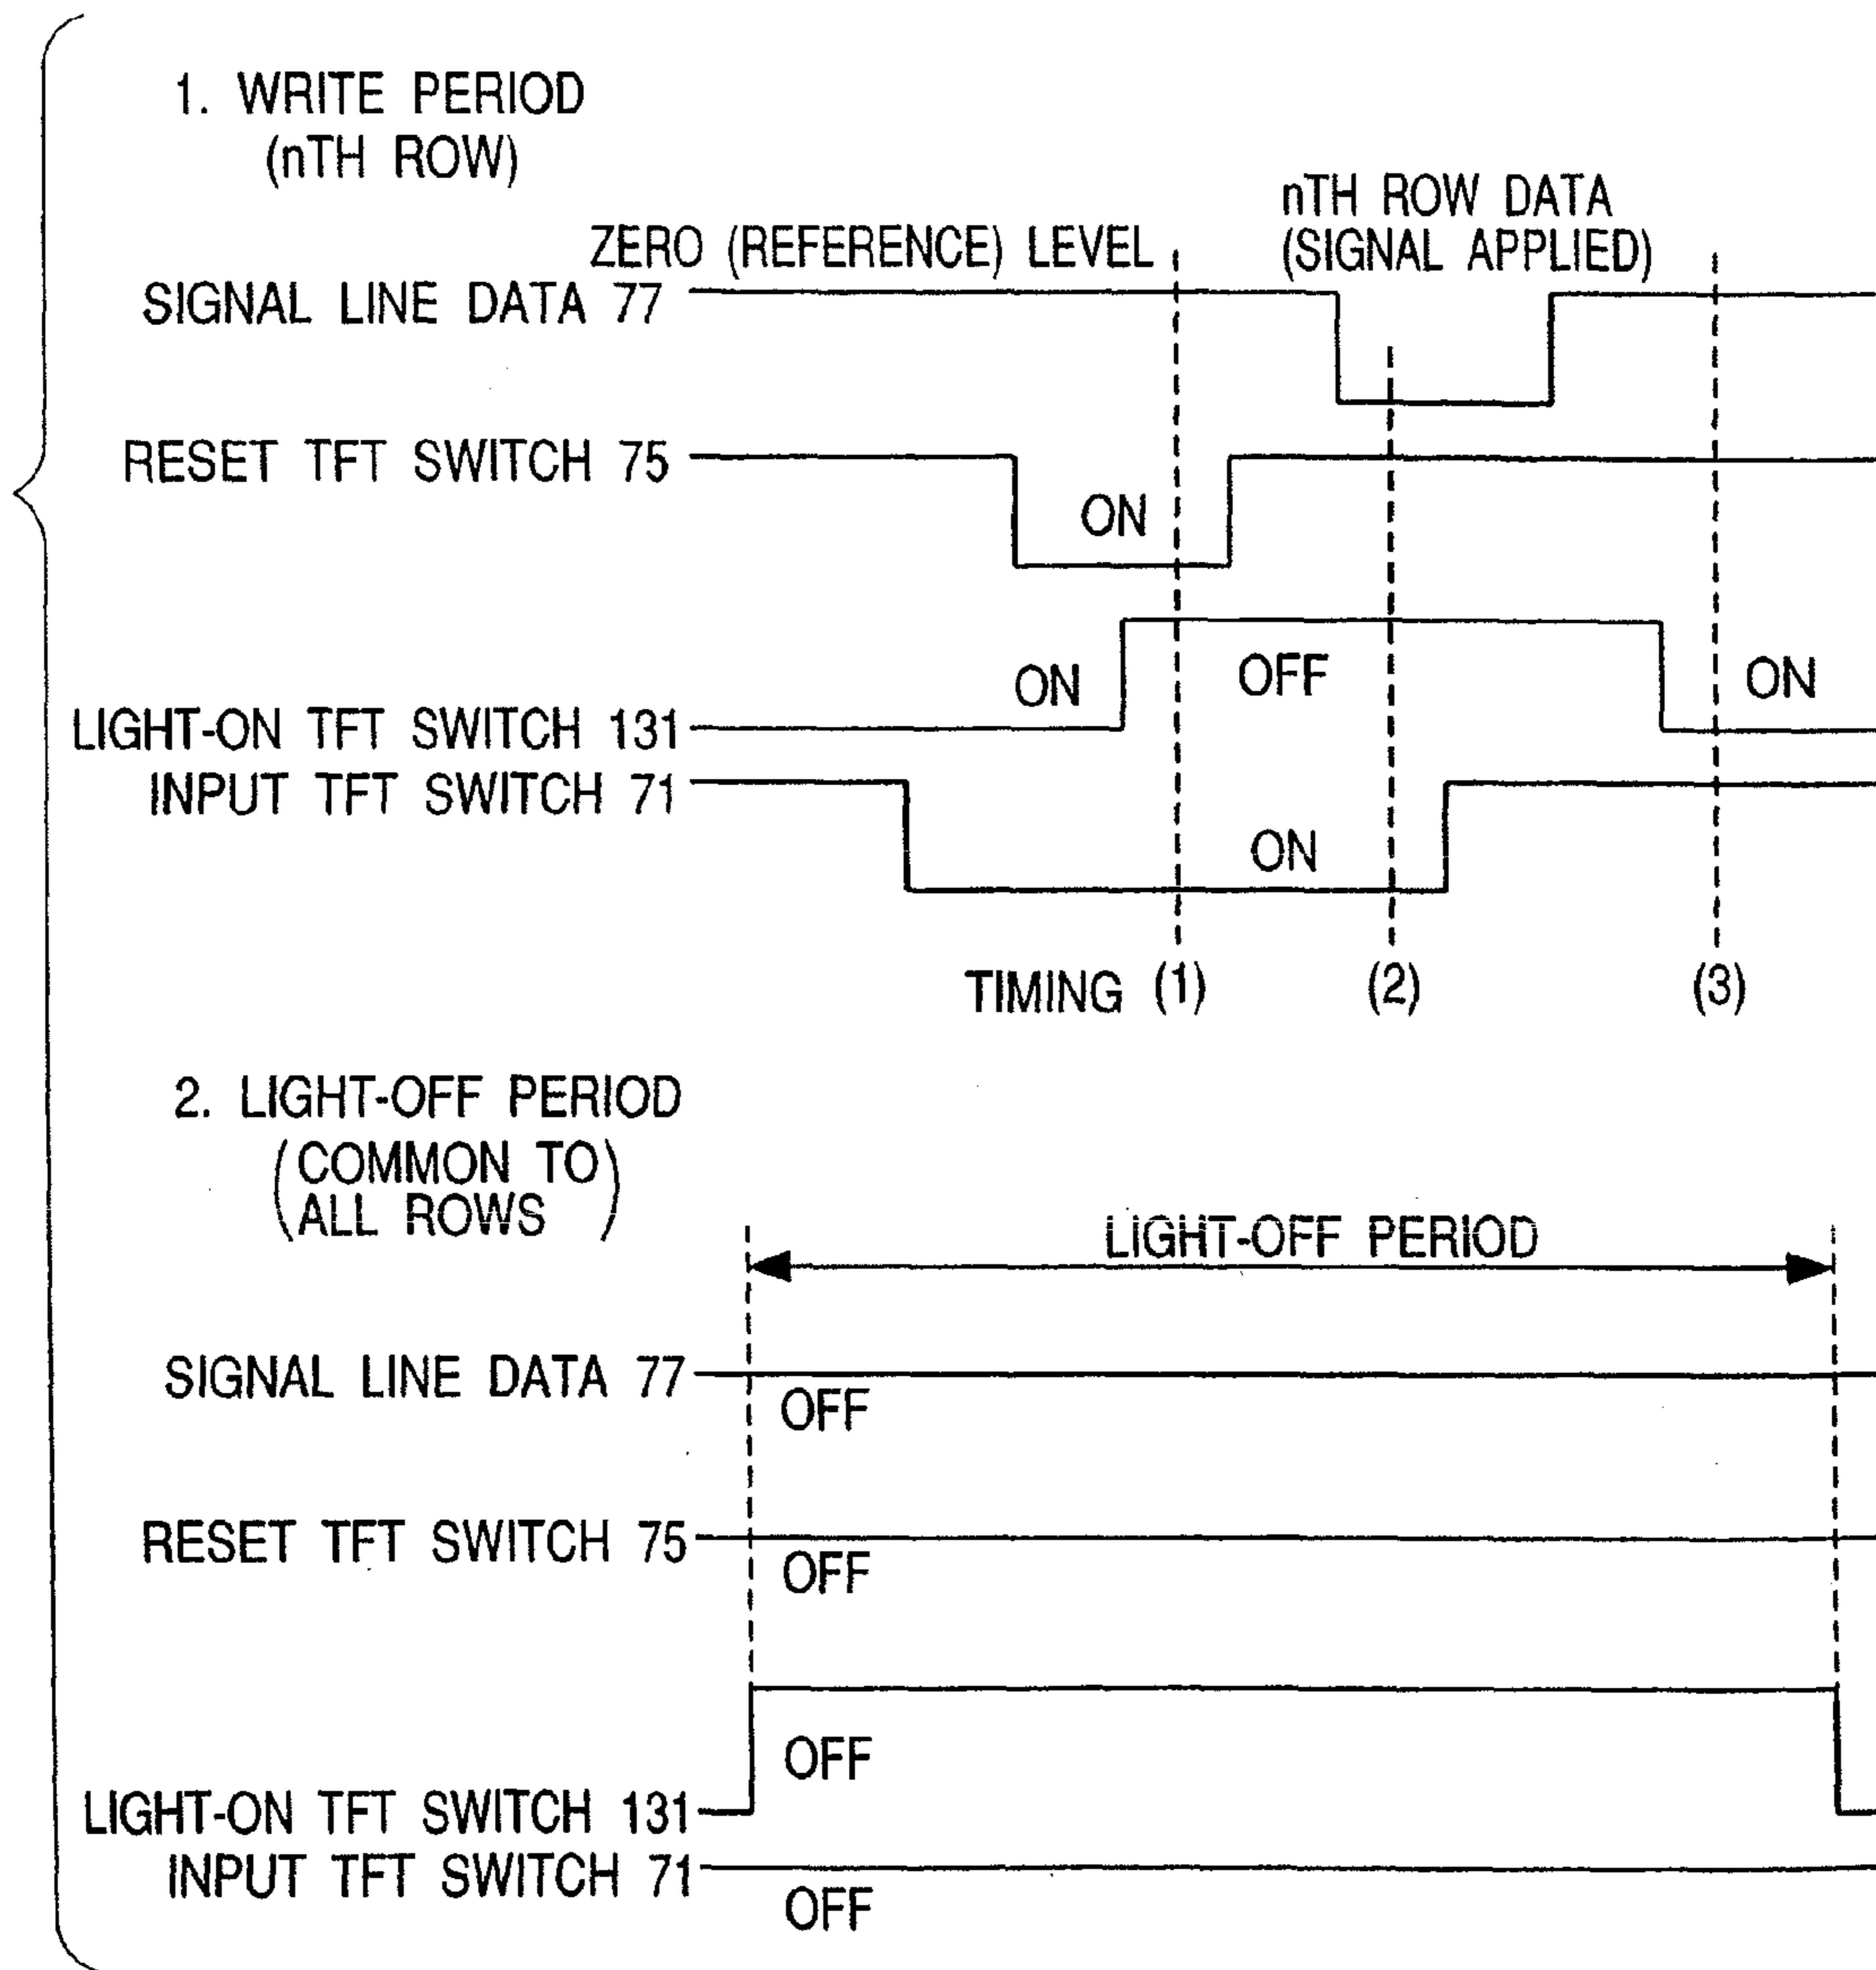 1. WRITE PERIOD
(nTH ROW)
nTH ROW DATA
(SIGNAL APPLIED)
ZERO (REFERENCE) LEVEL
SIGNAL LINE DATA 77
RESET TFT SWITCH 75
ON
ON
OFF
ON
LIGHT-ON TFT SWITCH 131
INPUT TFT SWITCH 71
ON
TIMING (1)
(2)
(3)
2. LIGHT-OFF PERIOD
(COMMON TO
ALL ROWS)
LIGHT-OFF PERIOD
SIGNAL LINE DATA 77
OFF
RESET TFT SWITCH 75
OFF
OFF
LIGHT-ON TFT SWITCH 131
INPUT TFT SWITCH 71
OFF